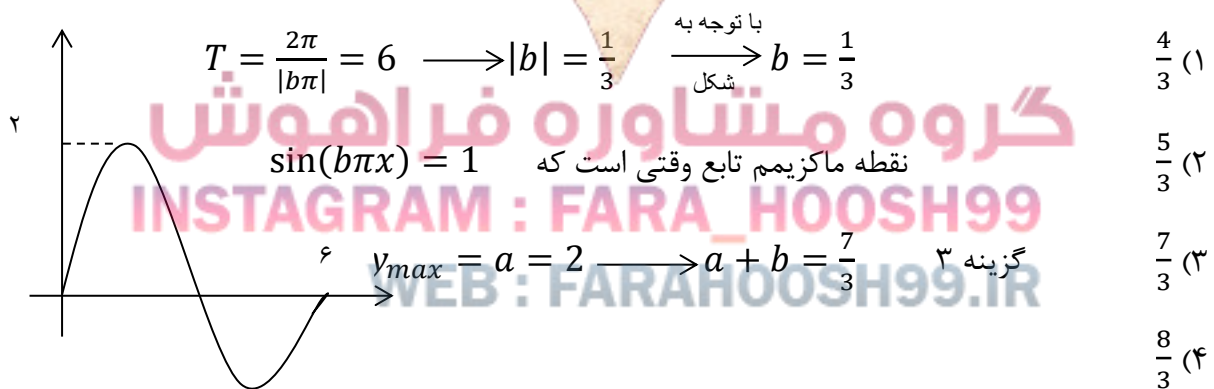 T = 2π/|bπ| = 6 ⟶ |b| = 1/3 با توجه به شکل ⟶ b = 1/3
۱) 4/3
۲
گروه مشاوره فراهوش
نقطه ماکزیمم تابع وقتی است که sin(bπx) = 1
۲) 5/3
INSTAGRAM : FARA_HOOSH99
۶
y_max = a = 2 ⟶ a + b = 7/3 گزینه ۳
۳) 7/3
WEB : FARAHOOSH99.IR
۴) 8/3